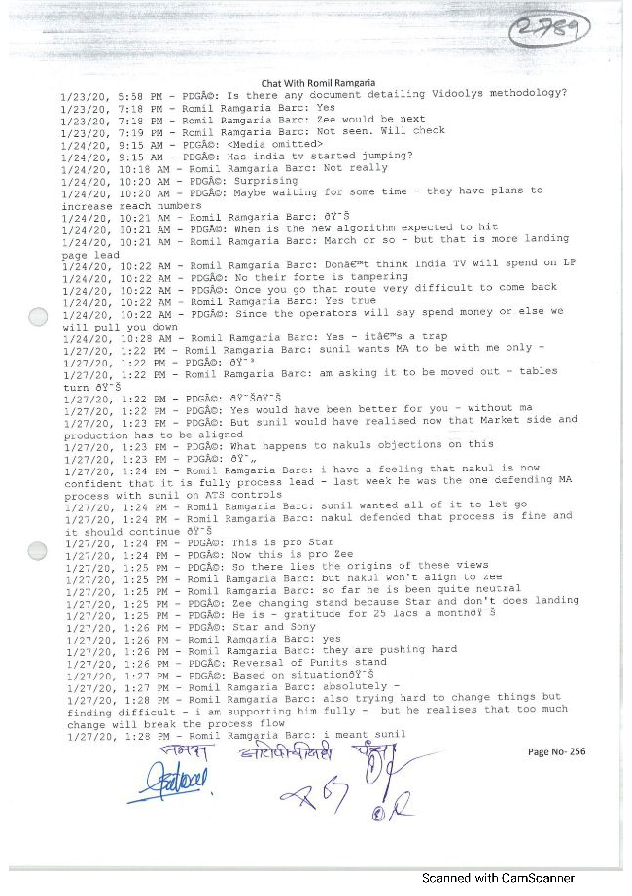 2789
Chat With Romil Ramgaria
1/23/20, 5:58 PM - PDGÃ©: Is there any document detailing Vidoolys methodology?
1/23/20, 7:18 PM - Romil Ramgaria Barc: Yes
1/23/20, 7:19 PM - Romil Ramgaria Barc: Zee would be next
1/23/20, 7:19 PM - Romil Ramgaria Barc: Not seen. Will check
1/24/20, 9:15 AM - PDGÃ©: <Media omitted>
1/24/20, 9:15 AM - PDGÃ©: Has india tv started jumping?
1/24/20, 10:18 AM - Romil Ramgaria Barc: Not really
1/24/20, 10:20 AM - PDGÃ©: Surprising
1/24/20, 10:20 AM - PDGÃ©: Maybe waiting for some time - they have plans to
increase reach numbers
1/24/20, 10:21 AM - Romil Ramgaria Barc: ðŸ˜Š
1/24/20, 10:21 AM - PDGÃ©: When is the new algorithm expected to hit
1/24/20, 10:21 AM - Romil Ramgaria Barc: March or so - but that is more landing
page lead
1/24/20, 10:22 AM - Romil Ramgaria Barc: Donâ€™t think India TV will spend on LP
1/24/20, 10:22 AM - PDGÃ©: No their forte is tampering
1/24/20, 10:22 AM - PDGÃ©: Once you go that route very difficult to come back
1/24/20, 10:22 AM - Romil Ramgaria Barc: Yes true
1/24/20, 10:22 AM - PDGÃ©: Since the operators will say spend money or else we
will pull you down
1/24/20, 10:28 AM - Romil Ramgaria Barc: Yes - itâ€™s a trap
1/27/20, 1:22 PM - Romil Ramgaria Barc: sunil wants MA to be with me only -
1/27/20, 1:22 PM - PDGÃ©:
1/27/20, 1:22 PM - Romil Ramgaria Barc: am asking it to be moved out - tables
turn ðŸ˜Š
1/27/20, 1:22 PM - PDGÃ©: ðŸ˜ŠðŸ˜Š
1/27/20, 1:22 PM - PDGÃ©: Yes would have been better for you - without ma
1/27/20, 1:23 PM - PDGÃ©: But sunil would have realised now that Market side and
production has to be aligned
1/27/20, 1:23 PM - PDGÃ©: What happens to nakuls objections on this
1/27/20, 1:23 PM - PDGÃ©: ðŸ˜„
1/27/20, 1:24 PM - Romil Ramgaria Barc: i have a feeling that nakul is now
confident that it is fully process lead - last week he was the one defending MA
process with sunil on ATS controls
1/27/20, 1:24 PM - Romil Ramgaria Barc: sunil wanted all of it to let go
1/27/20, 1:24 PM - Romil Ramgaria Barc: nakul defended that process is fine and
it should continue ðŸ˜Š
1/27/20, 1:24 PM - PDGÃ©: This is pro Star
1/27/20, 1:24 PM - PDGÃ©: Now this is pro Zee
1/27/20, 1:25 PM - PDGÃ©: So there lies the origins of these views
1/27/20, 1:25 PM - Romil Ramgaria Barc: but nakul won't align to zee
1/27/20, 1:25 PM - Romil Ramgaria Barc: so far he is been quite neutral
1/27/20, 1:25 PM - PDGÃ©: Zee changing stand because Star and don't does landing
1/27/20, 1:25 PM - PDGÃ©: He is - gratitude for 25 lacs a monthðŸ˜Š
1/27/20, 1:26 PM - PDGÃ©: Star and Sony
1/27/20, 1:26 PM - Romil Ramgaria Barc: yes
1/27/20, 1:26 PM - Romil Ramgaria Barc: they are pushing hard
1/27/20, 1:26 PM - PDGÃ©: Reversal of Punits stand
1/27/20, 1:27 PM - PDGÃ©: Based on situationðŸ˜Š
1/27/20, 1:27 PM - Romil Ramgaria Barc: absolutely -
1/27/20, 1:28 PM - Romil Ramgaria Barc: also trying hard to change things but
finding difficult - i am supporting him fully - but he realises that too much
change will break the process flow
1/27/20, 1:28 PM - Romil Ramgaria Barc: i meant sunil
Page No- 256
Scanned with CamScanner